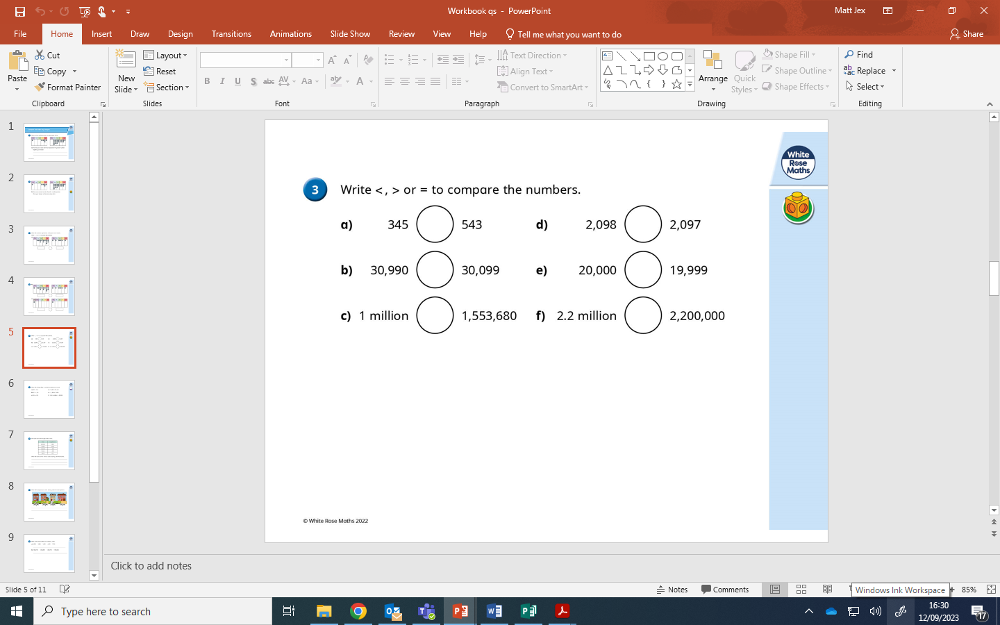 Workbook qs - PowerPoint
Matt Jex
File Home Insert Draw Design Transitions Animations Slide Show Review View Help Tell me what you want to do Share
Paste
Cut
Copy
Format Painter
Clipboard
New Slide
Layout
Reset
Section
Slides
B I U S abc AV Aa A
Font
Text Direction
Align Text
Convert to SmartArt
Paragraph
Arrange
Quick Styles
Shape Fill
Shape Outline
Shape Effects
Drawing
Find
Replace
Select
Editing
1
2
3
4
5
6
7
8
9
White Rose Maths
3 Write < , > or = to compare the numbers.
a) 345 543 d) 2,098 2,097
b) 30,990 30,099 e) 20,000 19,999
c) 1 million 1,553,680 f) 2.2 million 2,200,000
© White Rose Maths 2022
Click to add notes
Slide 5 of 11
Notes
Comments
Windows Ink Workspace
85%
Type here to search
16:30
12/09/2023
17